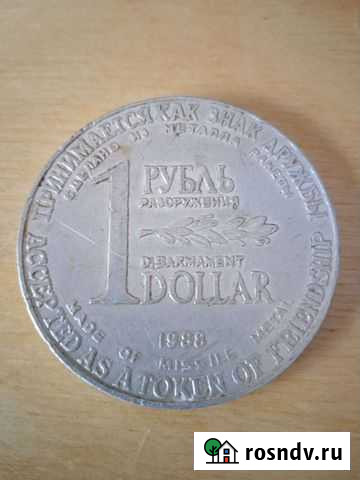 ПРИНИМАЕТСЯ КАК ЗНАК ДРУЖБЫ
СДЕЛАНО ИЗ МЕТАЛЛА РАКЕТЫ
1 РУБЛЬ
РАЗОРУЖЕНИЯ
DISARMAMENT
DOLLAR
1988
MADE OF MISSILE METAL
ACCEPTED AS A TOKEN OF FRIENDSHIP
rosndv.ru